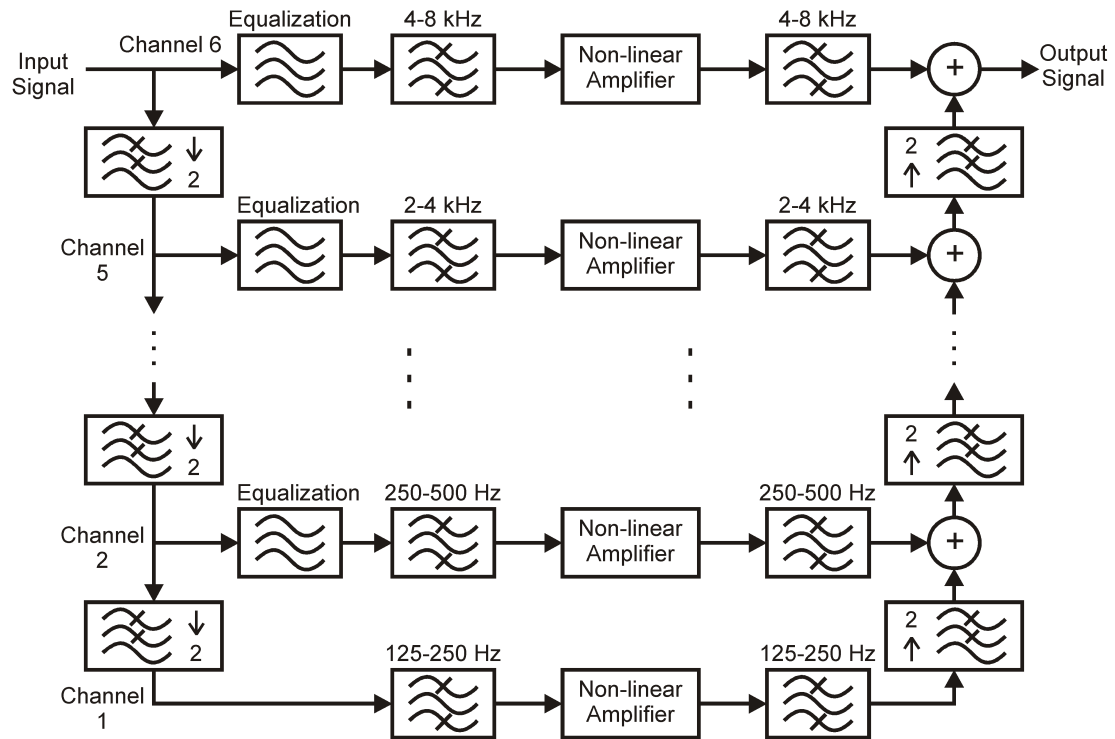 Equalization
4-8 kHz
4-8 kHz
Channel 6
Input
Signal
Non-linear
Amplifier
+
Output
Signal
↓
2
2
↑
Equalization
2-4 kHz
2-4 kHz
Channel
5
Non-linear
Amplifier
+
↓
2
2
↑
Equalization
250-500 Hz
250-500 Hz
Channel
2
Non-linear
Amplifier
+
↓
2
2
↑
125-250 Hz
125-250 Hz
Channel
1
Non-linear
Amplifier